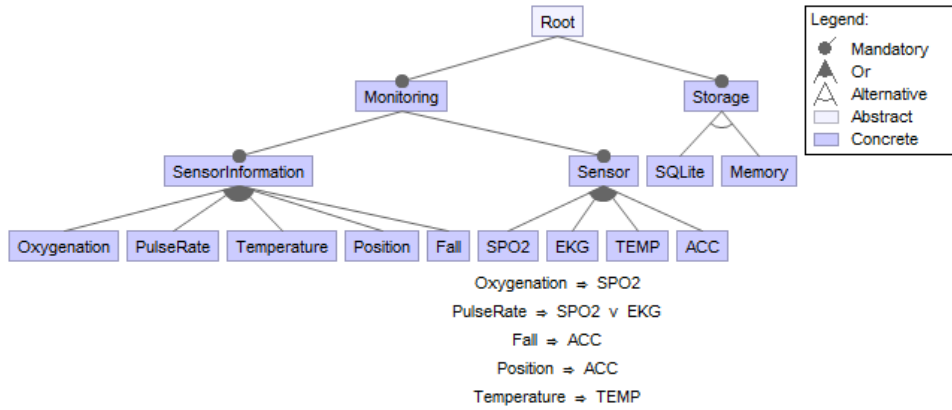 Root
Legend:
Mandatory
Or
Alternative
Abstract
Concrete
Monitoring
Storage
SensorInformation
Sensor
SQLite
Memory
Oxygenation
PulseRate
Temperature
Position
Fall
SPO2
EKG
TEMP
ACC
Oxygenation ⇒ SPO2
PulseRate ⇒ SPO2 ∨ EKG
Fall ⇒ ACC
Position ⇒ ACC
Temperature ⇒ TEMP